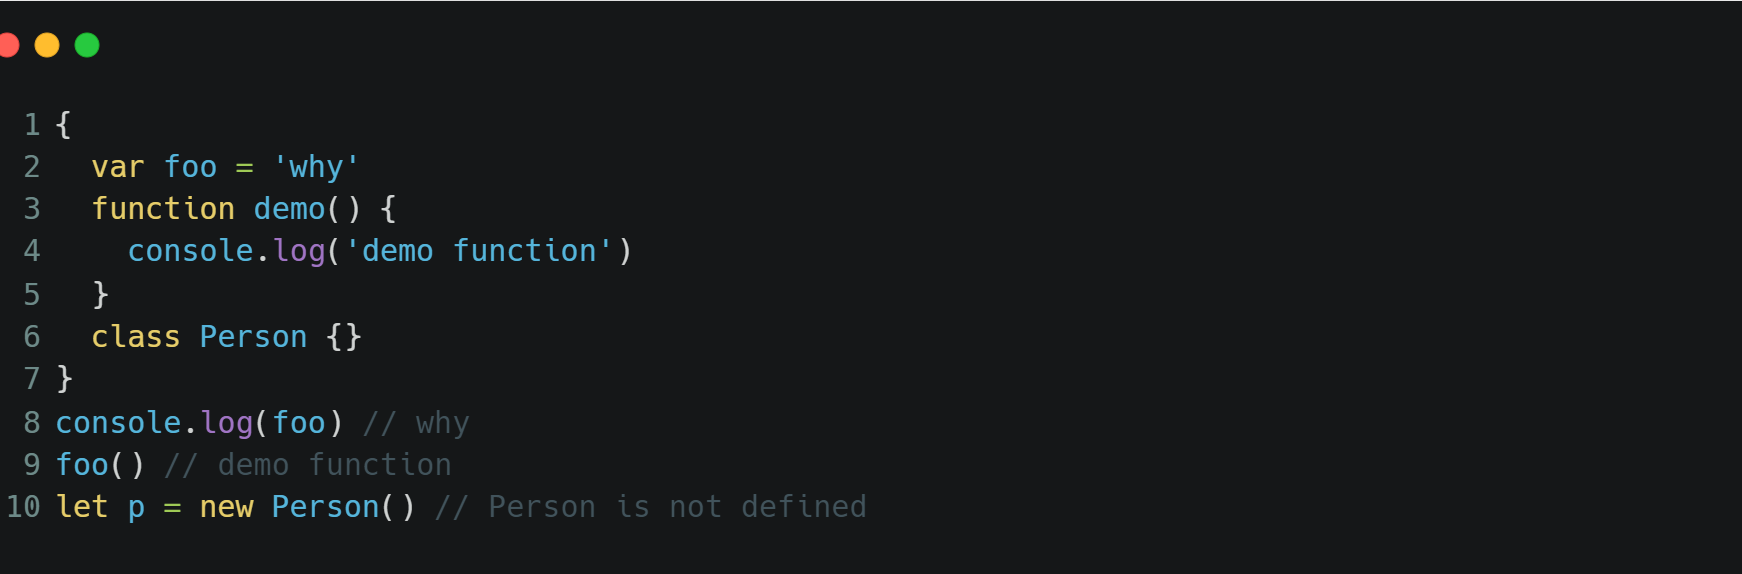 1 {
2   var foo = 'why'
3   function demo() {
4     console.log('demo function')
5   }
6   class Person {}
7 }
8 console.log(foo) // why
9 foo() // demo function
10 let p = new Person() // Person is not defined